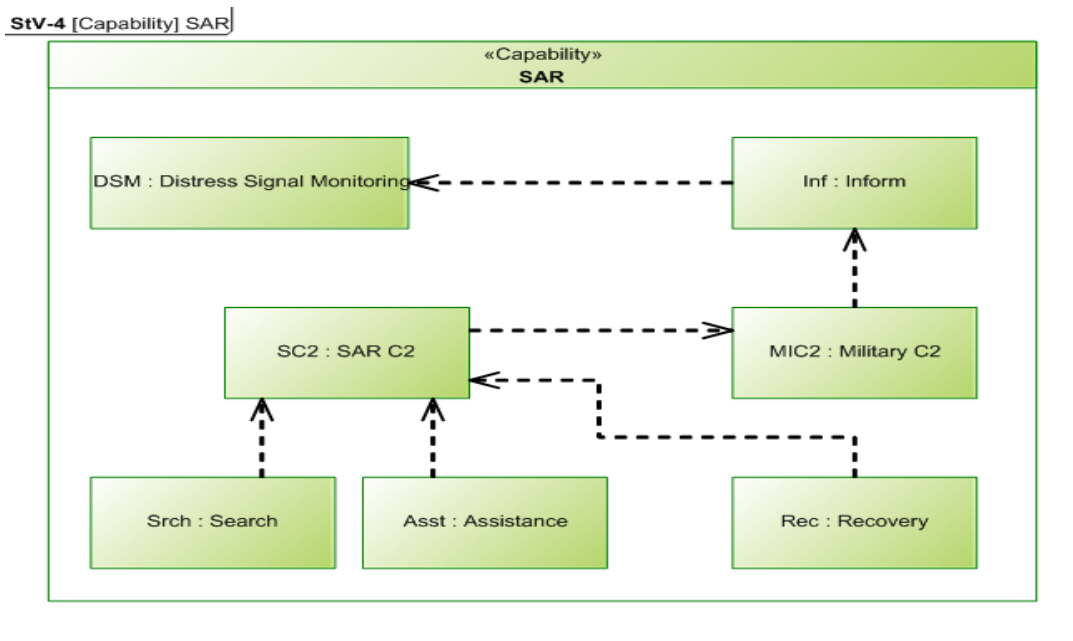 StV-4 [Capability] SAR
«Capability»
SAR
DSM : Distress Signal Monitoring
Inf : Inform
SC2 : SAR C2
MIC2 : Military C2
Srch : Search
Asst : Assistance
Rec : Recovery